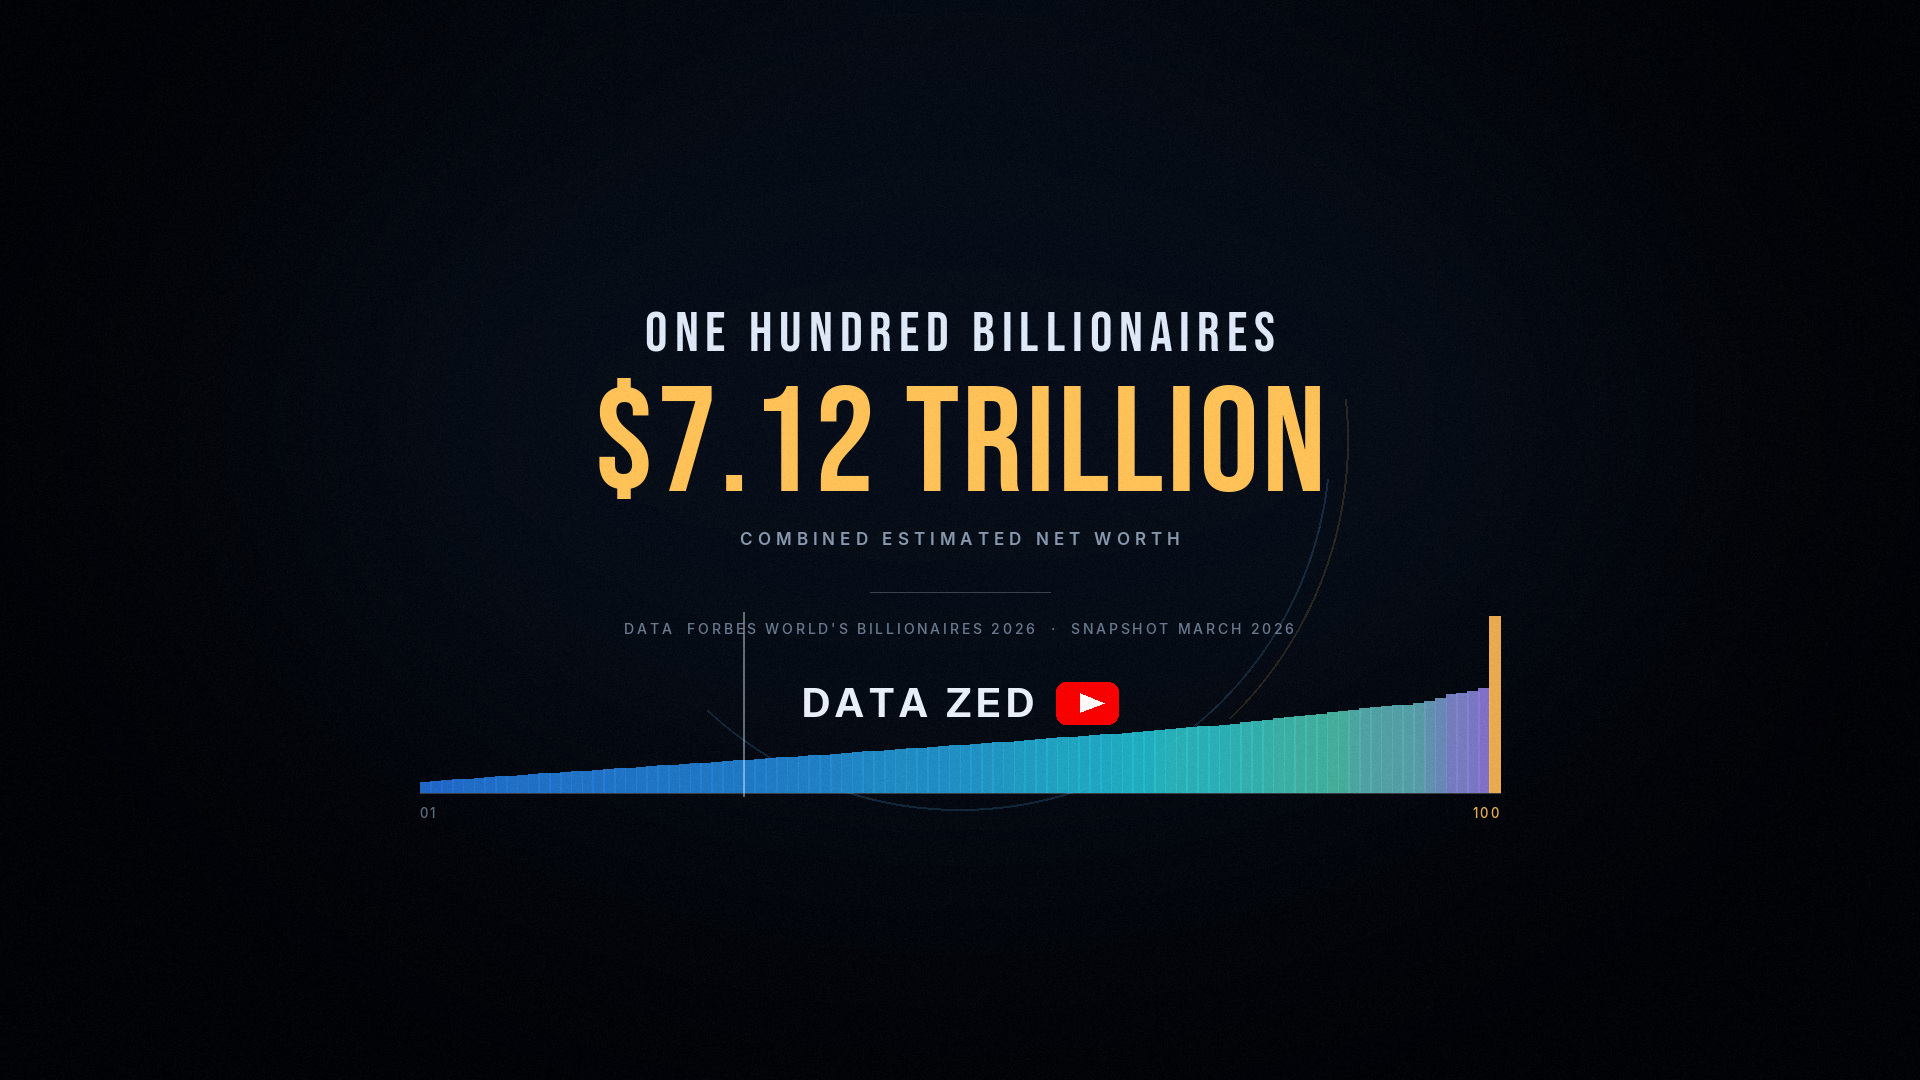 ONE HUNDRED BILLIONAIRES
$7.12 TRILLION
COMBINED ESTIMATED NET WORTH
DATA FORBES WORLD'S BILLIONAIRES 2026 · SNAPSHOT MARCH 2026
DATA ZED
01
100